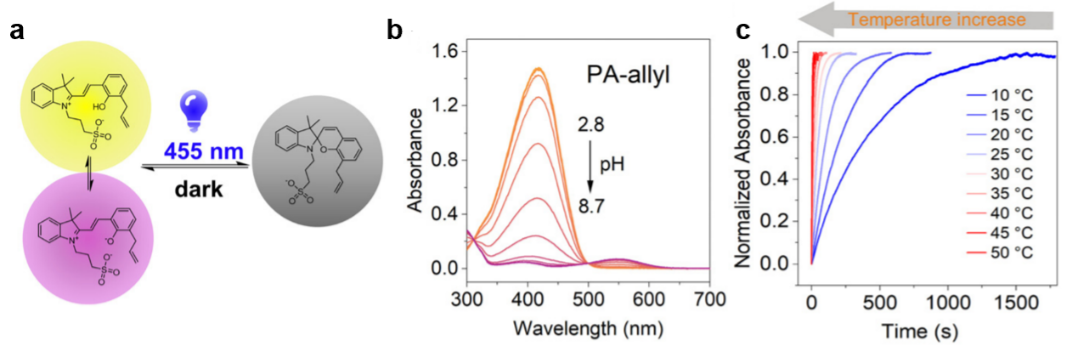 a
N⁺
HO
O⁻
S
O
O
N⁺
O⁻
O⁻
S
O
O
455 nm
dark
N
O
⁻O
S
O
O
b
PA-allyl
2.8
pH
8.7
Absorbance
1.6
1.2
0.8
0.4
0.0
300
400
500
600
700
Wavelength (nm)
c
Temperature increase
Normalized Absorbance
1.0
0.8
0.6
0.4
0.2
0.0
0
500
1000
1500
Time (s)
10 °C
15 °C
20 °C
25 °C
30 °C
35 °C
40 °C
45 °C
50 °C